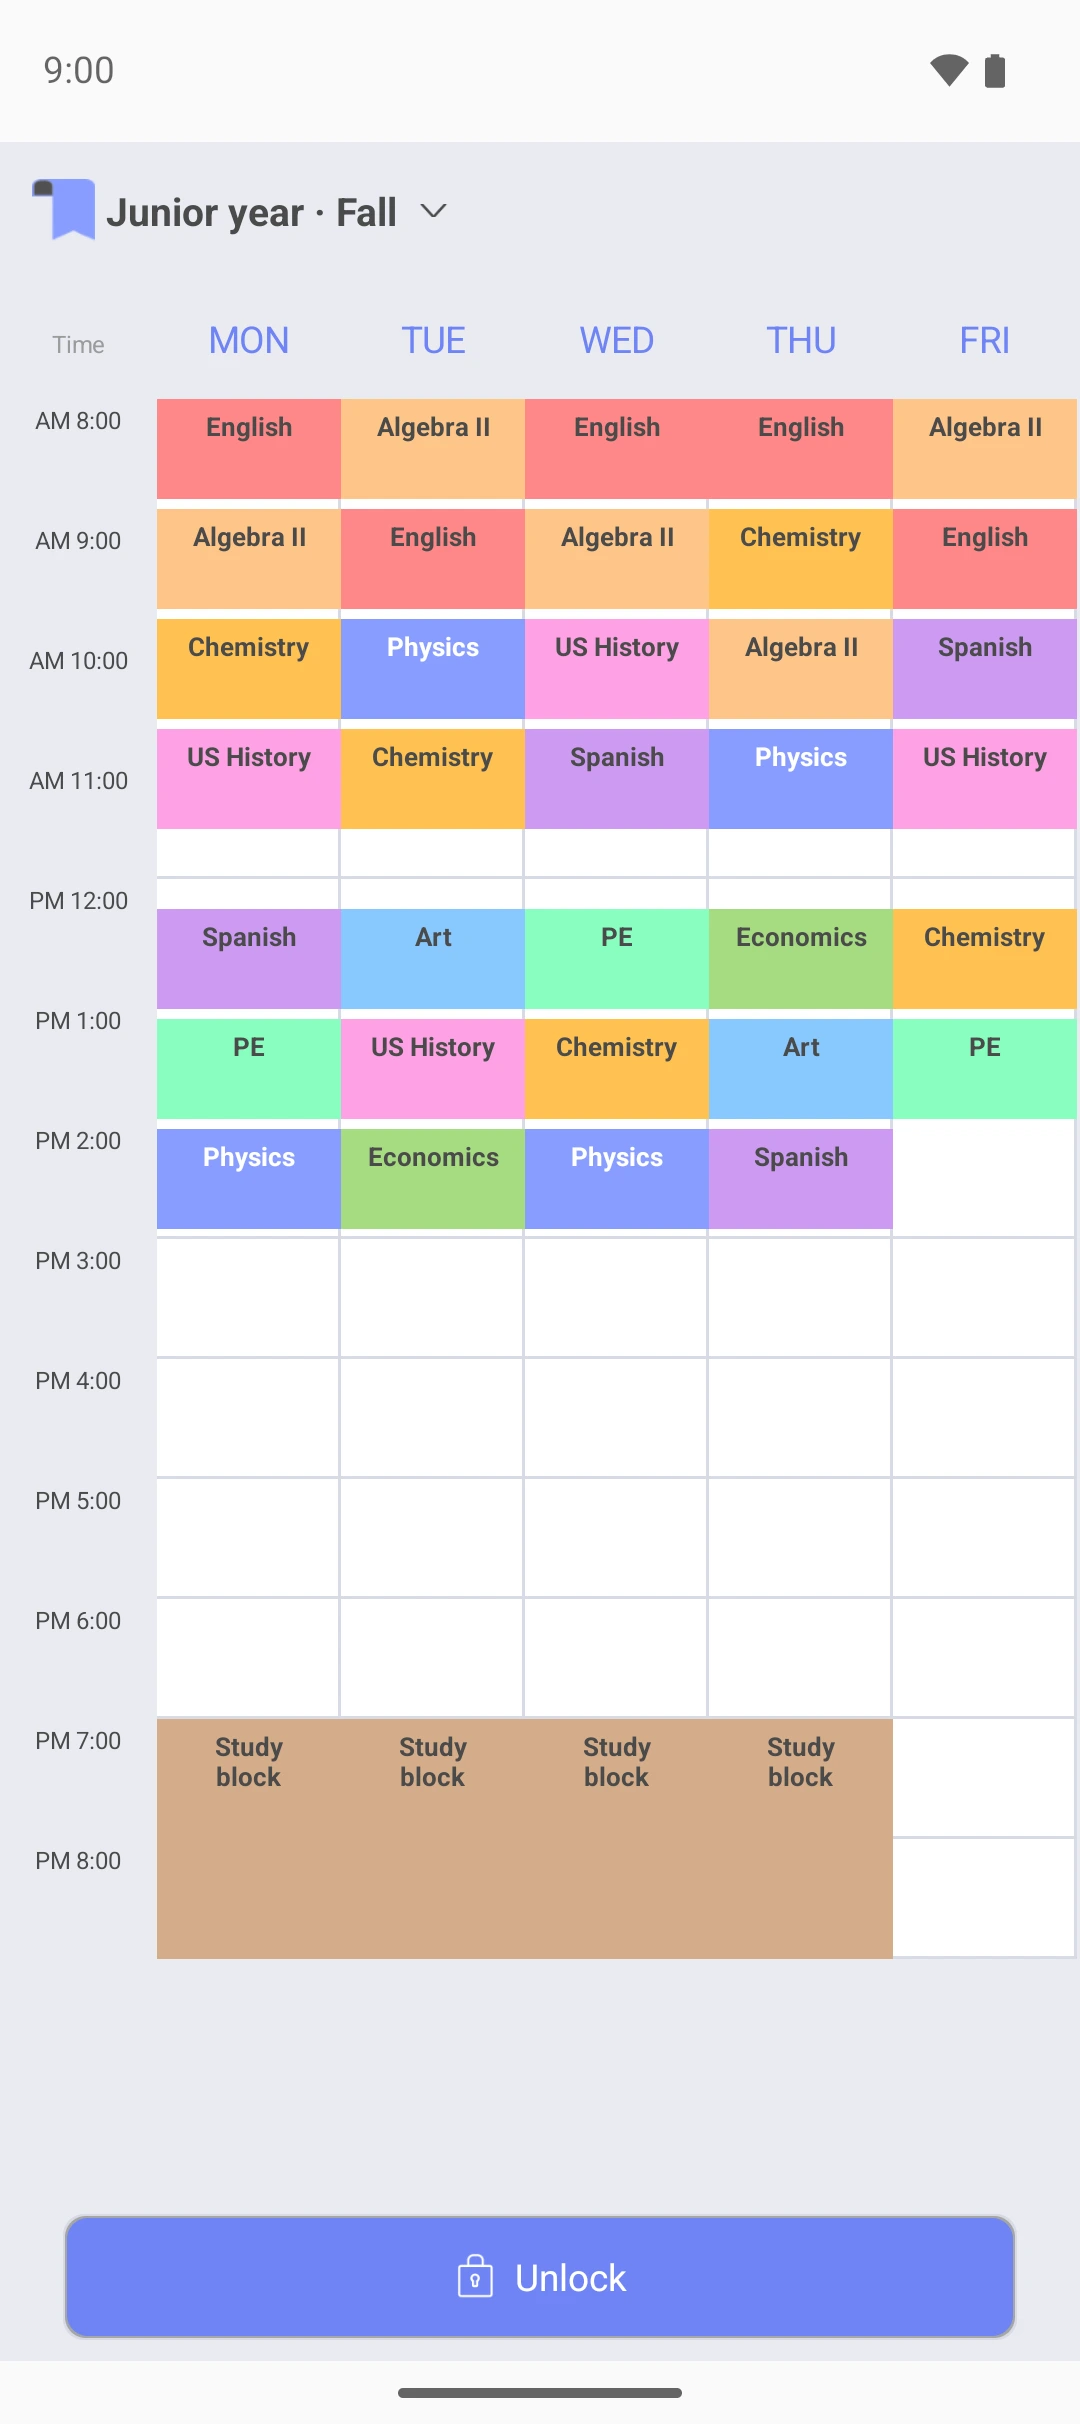 9:00
Junior year · Fall
Time MON TUE WED THU FRI
AM 8:00 English Algebra II English English Algebra II
AM 9:00 Algebra II English Algebra II Chemistry English
AM 10:00 Chemistry Physics US History Algebra II Spanish
AM 11:00 US History Chemistry Spanish Physics US History
PM 12:00 Spanish Art PE Economics Chemistry
PM 1:00 PE US History Chemistry Art PE
PM 2:00 Physics Economics Physics Spanish
PM 3:00
PM 4:00
PM 5:00
PM 6:00
PM 7:00 Study block Study block Study block Study block
PM 8:00
Unlock